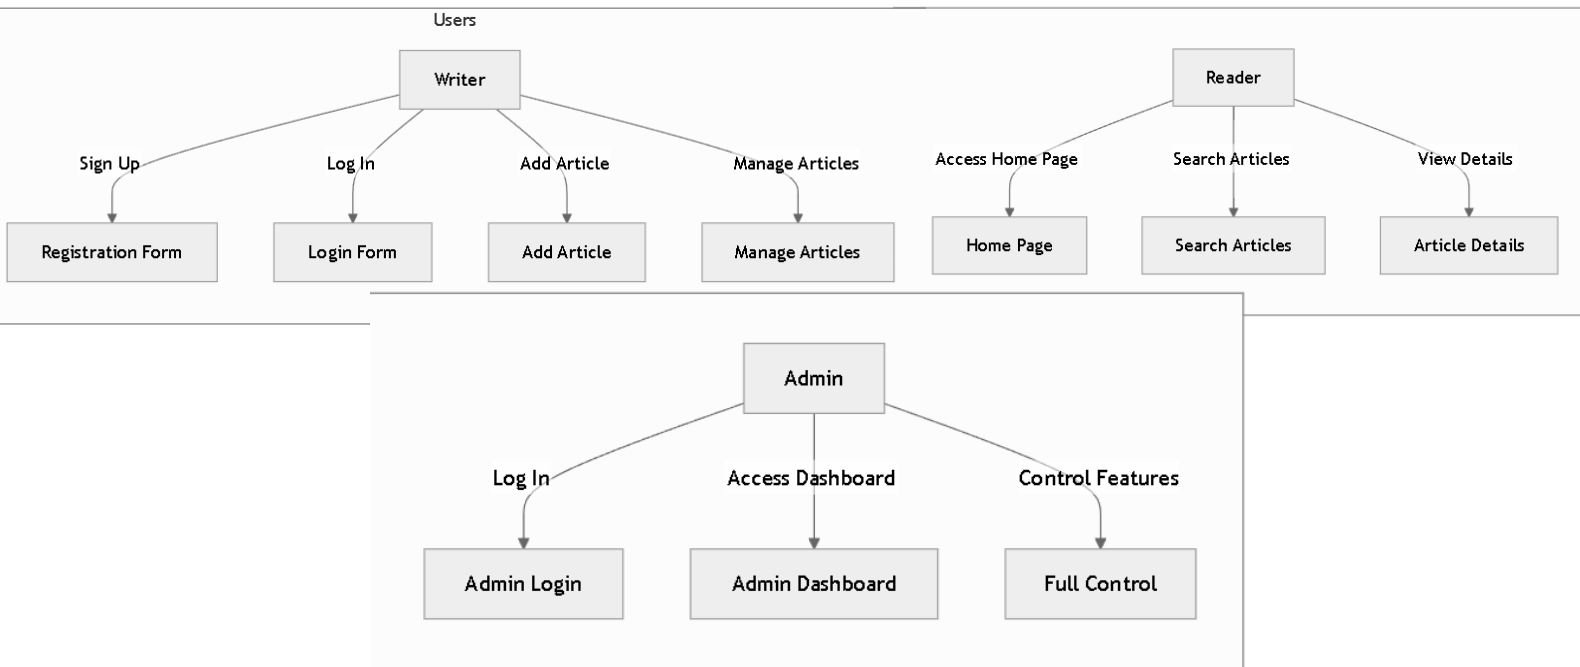 Users
Writer
Reader
Sign Up
Log In
Add Article
Manage Articles
Access Home Page
Search Articles
View Details
Registration Form
Login Form
Add Article
Manage Articles
Home Page
Search Articles
Article Details
Admin
Log In
Access Dashboard
Control Features
Admin Login
Admin Dashboard
Full Control